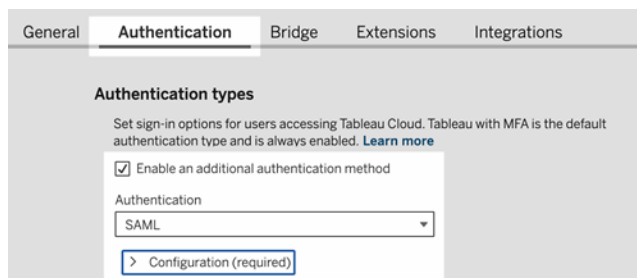 General Authentication Bridge Extensions Integrations
Authentication types
Set sign-in options for users accessing Tableau Cloud. Tableau with MFA is the default
authentication type and is always enabled. Learn more
Enable an additional authentication method
Authentication
SAML
Configuration (required)